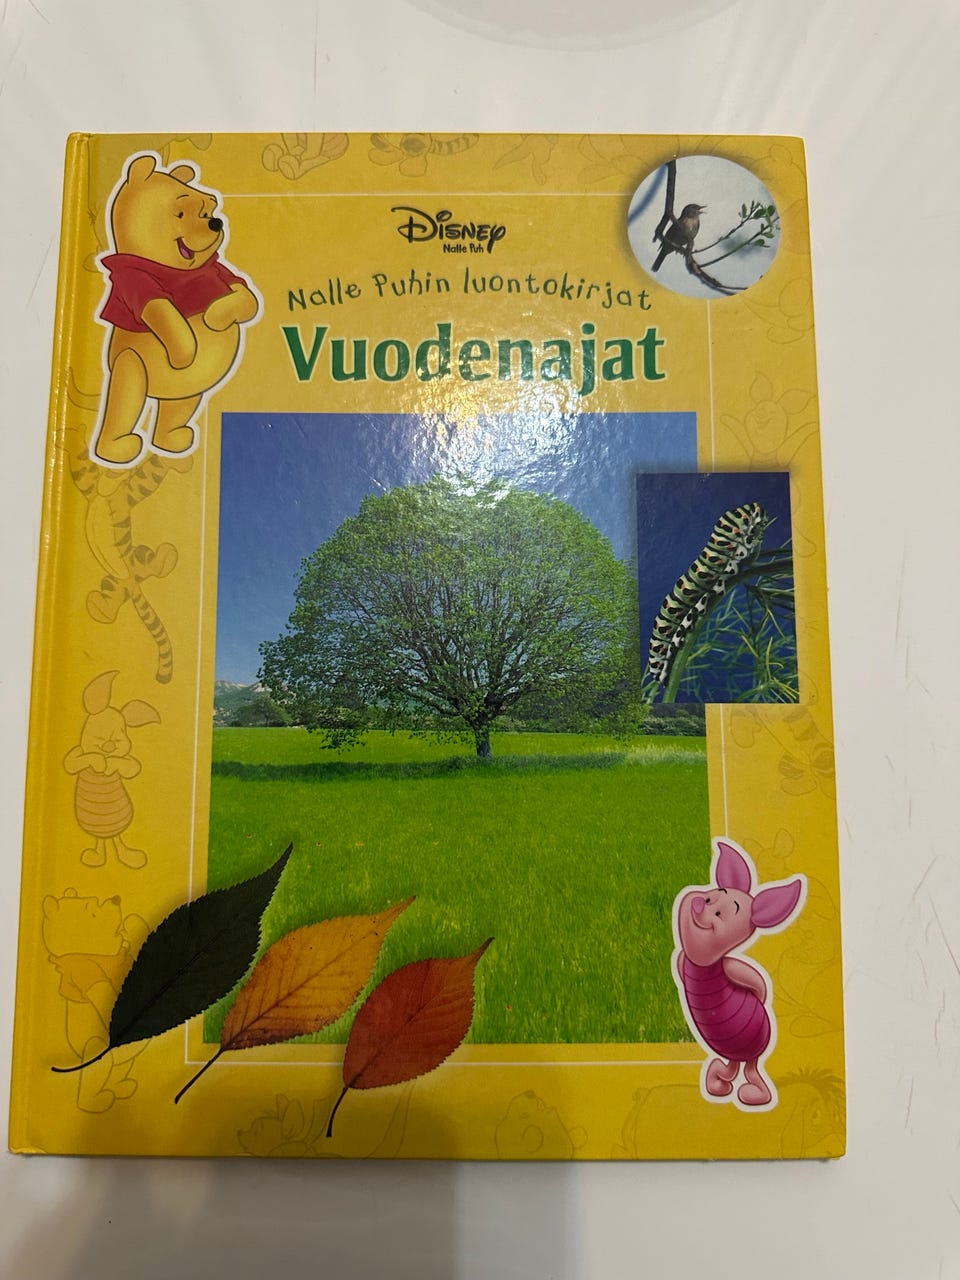 Disney
Nalle Puh
Nalle Puhin luontokirjat
Vuodenajat